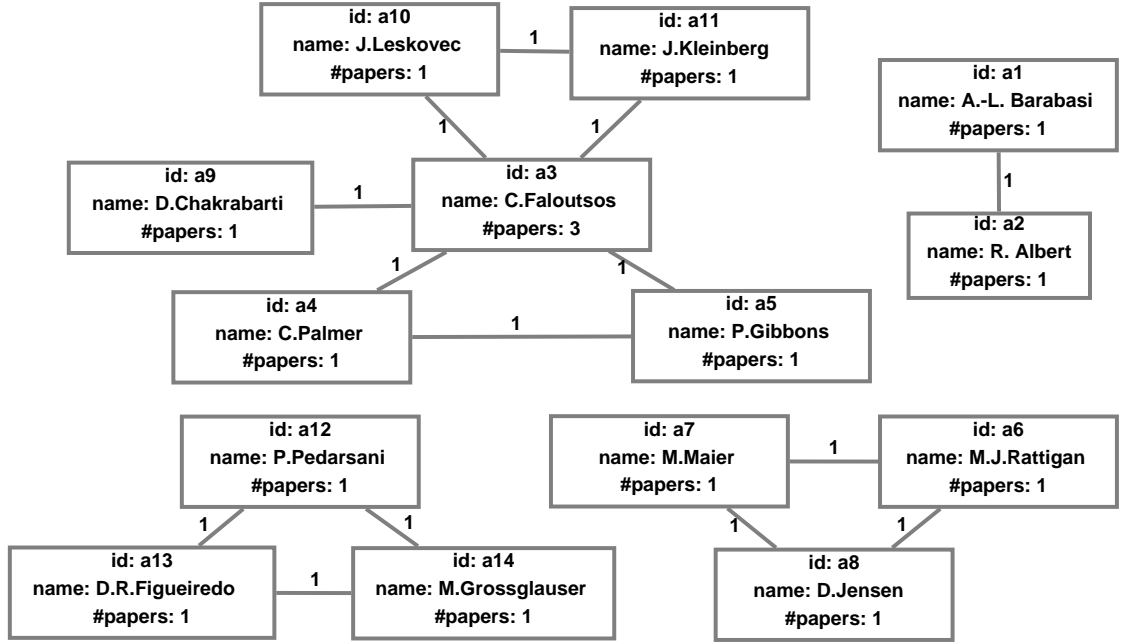 id: a10
name: J.Leskovec
#papers: 1
1
id: a11
name: J.Kleinberg
#papers: 1
id: a1
name: A.-L. Barabasi
#papers: 1
1
1
1
id: a9
name: D.Chakrabarti
#papers: 1
1
id: a3
name: C.Faloutsos
#papers: 3
id: a2
name: R. Albert
#papers: 1
1
1
id: a4
name: C.Palmer
#papers: 1
1
id: a5
name: P.Gibbons
#papers: 1
id: a12
name: P.Pedarsani
#papers: 1
id: a7
name: M.Maier
#papers: 1
1
id: a6
name: M.J.Rattigan
#papers: 1
1
1
1
1
id: a13
name: D.R.Figueiredo
#papers: 1
1
id: a14
name: M.Grossglauser
#papers: 1
id: a8
name: D.Jensen
#papers: 1